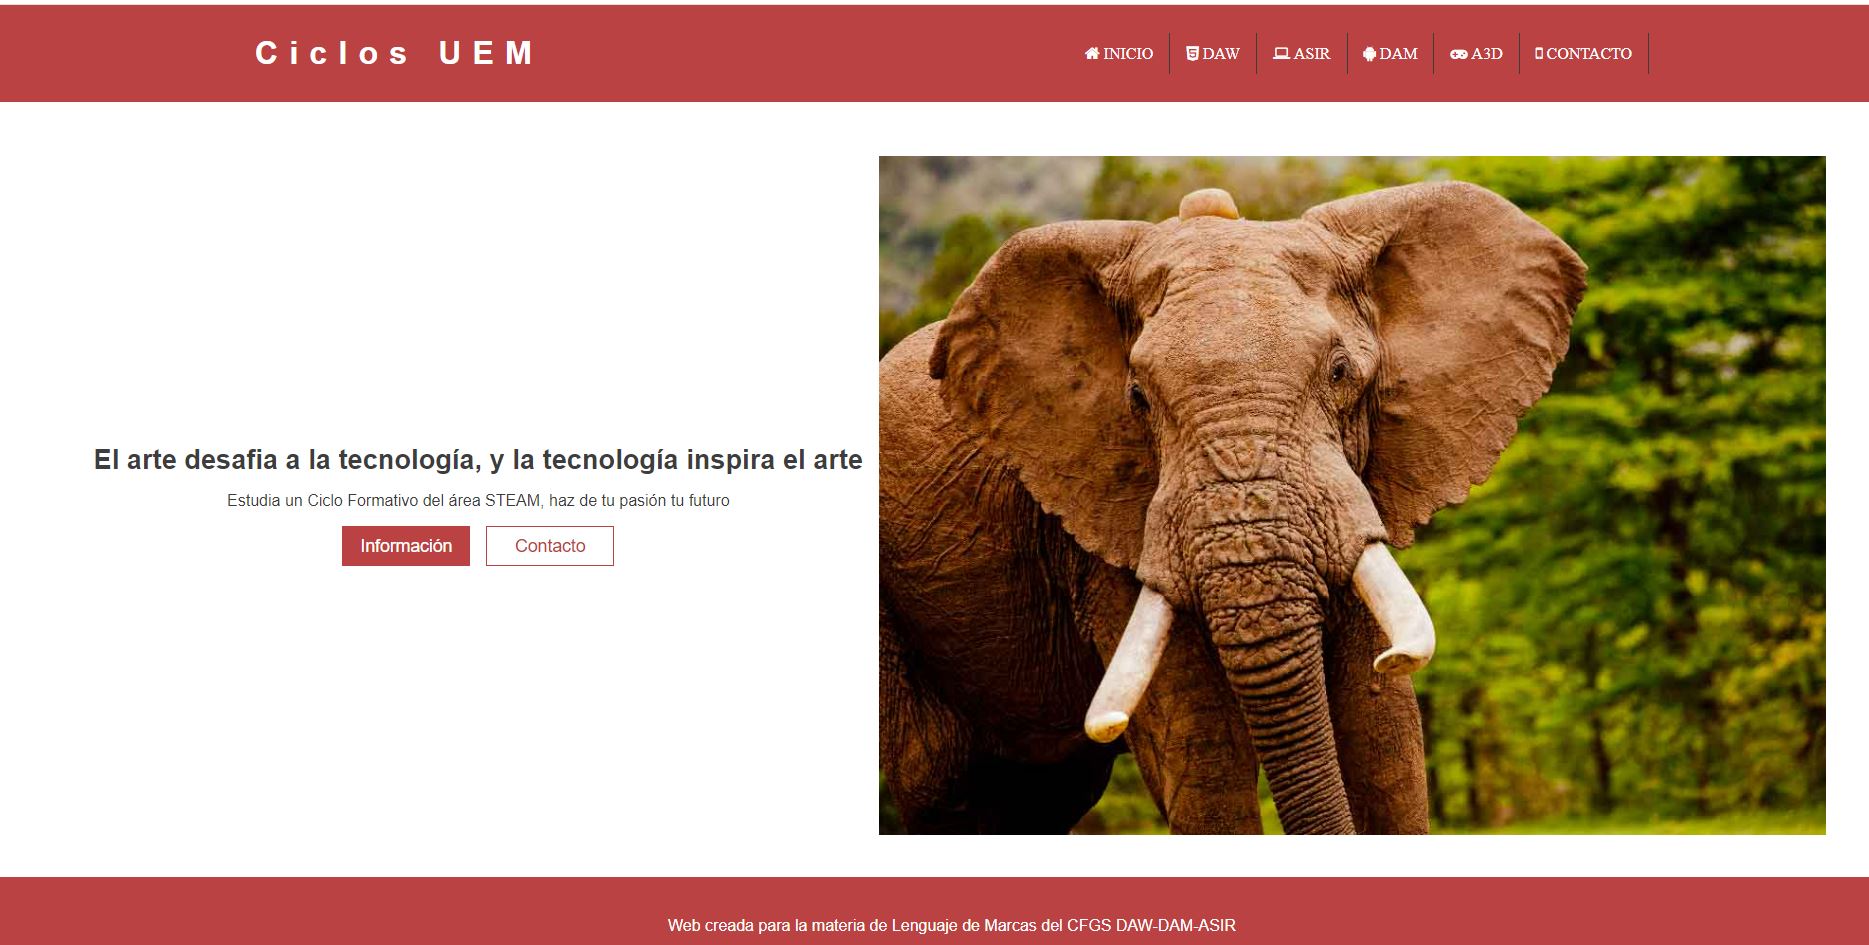 Ciclos UEM
INICIO DAW ASIR DAM A3D CONTACTO
El arte desafia a la tecnología, y la tecnología inspira el arte
Estudia un Ciclo Formativo del área STEAM, haz de tu pasión tu futuro
Información Contacto
Web creada para la materia de Lenguaje de Marcas del CFGS DAW-DAM-ASIR